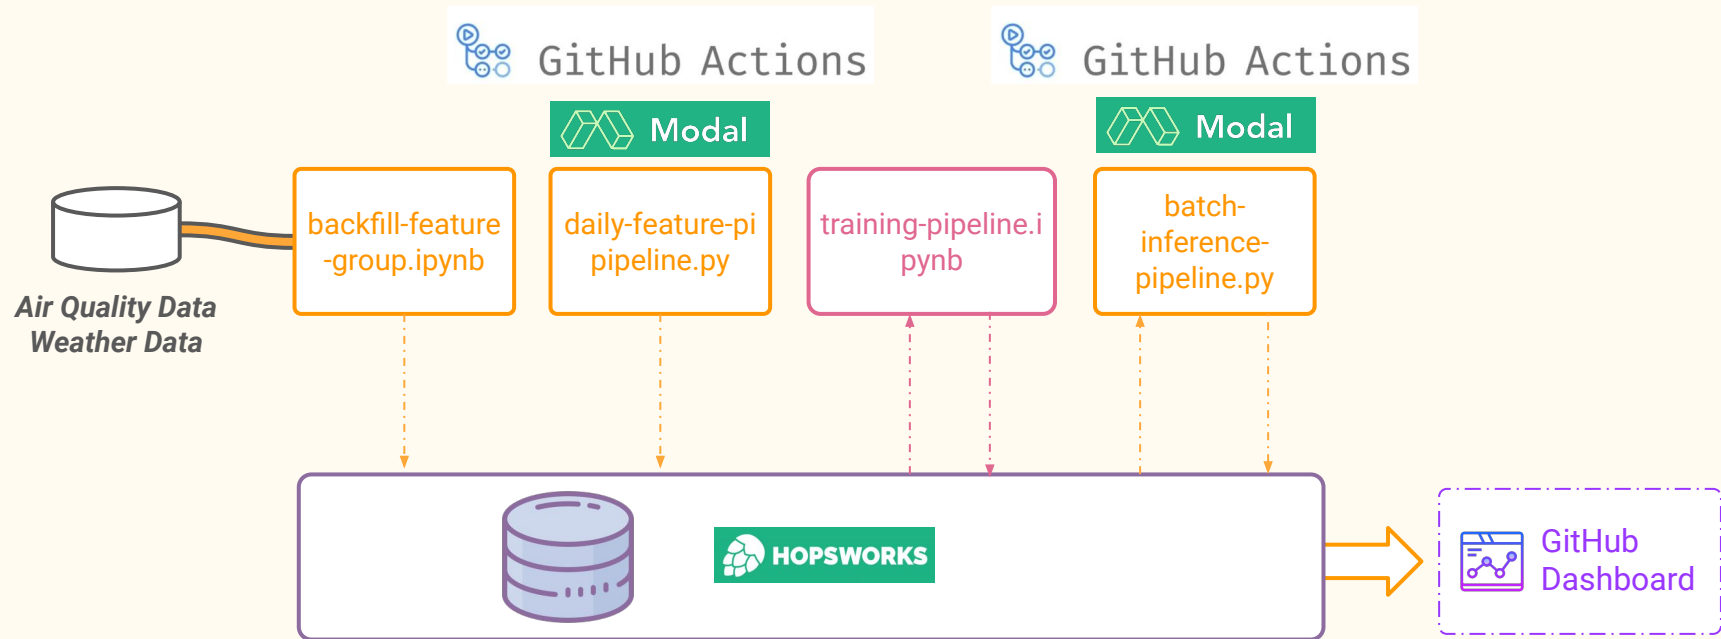 GitHub Actions
GitHub Actions
Modal
Modal
Air Quality Data
Weather Data
backfill-feature
-group.ipynb
daily-feature-pi
pipeline.py
training-pipeline.i
pynb
batch-
inference-
pipeline.py
HOPSWORKS
GitHub
Dashboard